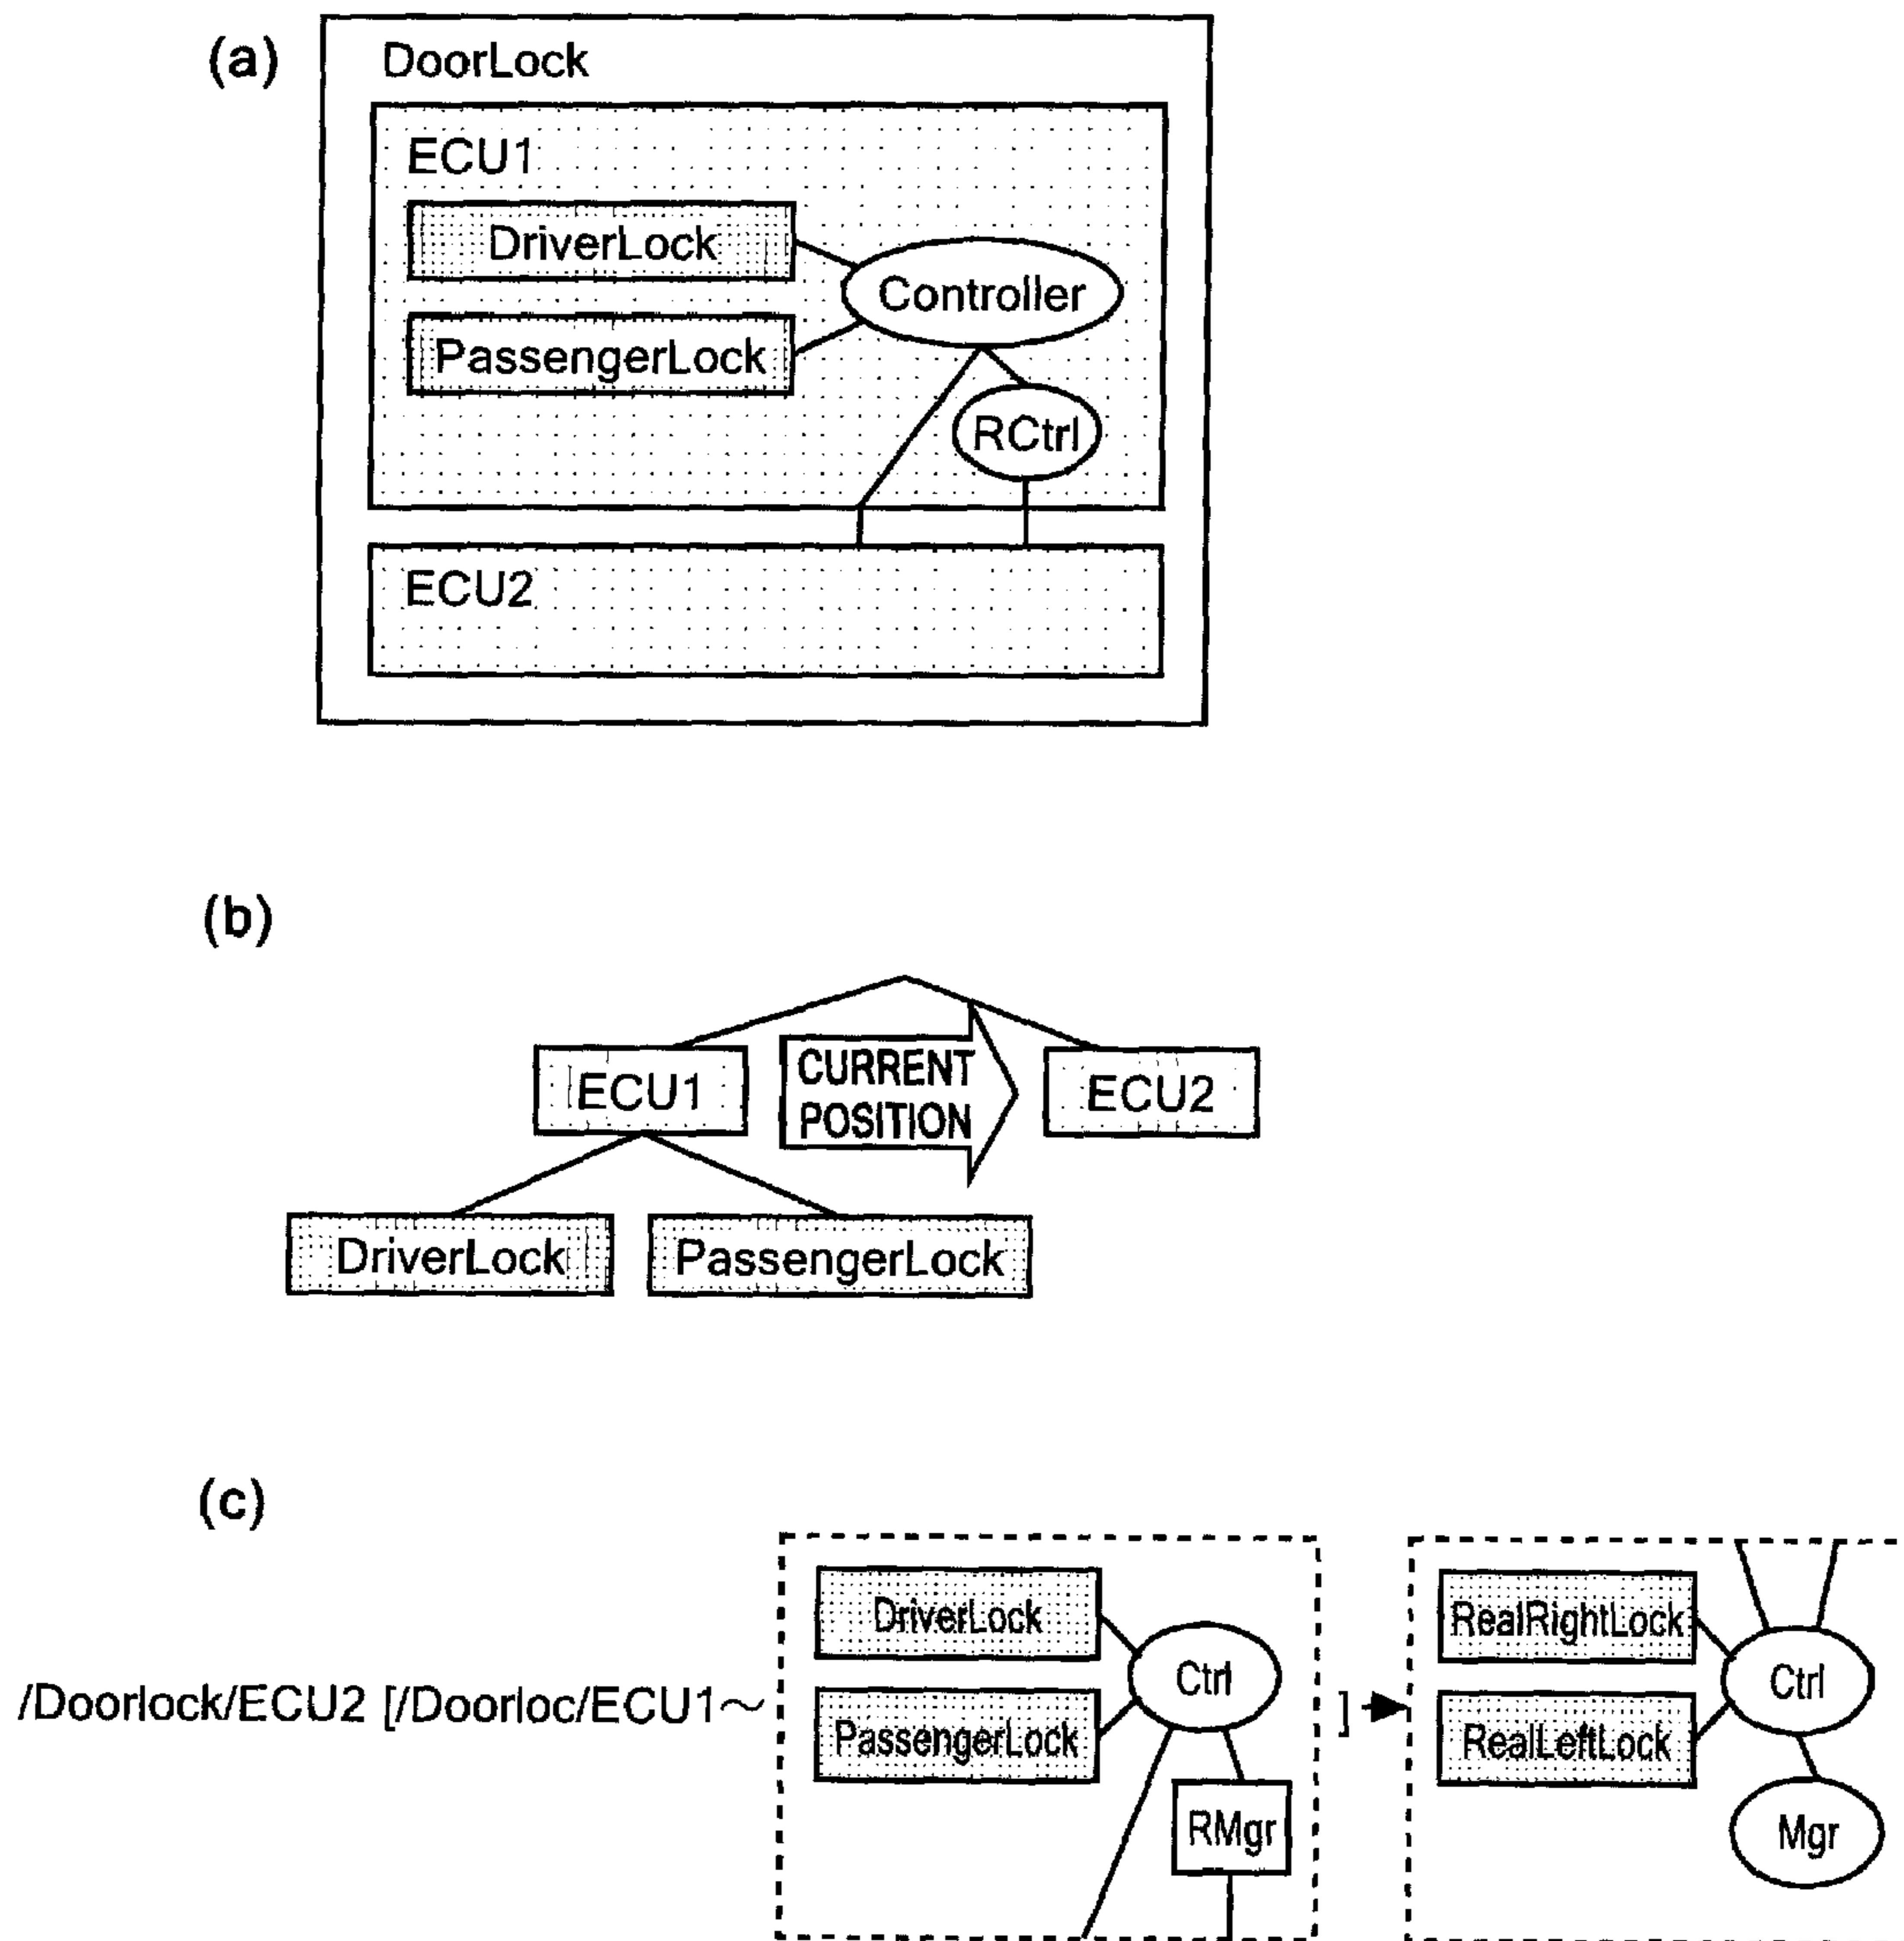 (a)
DoorLock
ECU1
DriverLock
Controller
PassengerLock
RCtrl
ECU2
(b)
ECU1
CURRENT
POSITION
ECU2
DriverLock
PassengerLock
(c)
/Doorlock/ECU2 [/Doorloc/ECU1~
DriverLock
Ctrl
PassengerLock
RMgr
]
RealRightLock
Ctrl
RealLeftLock
Mgr